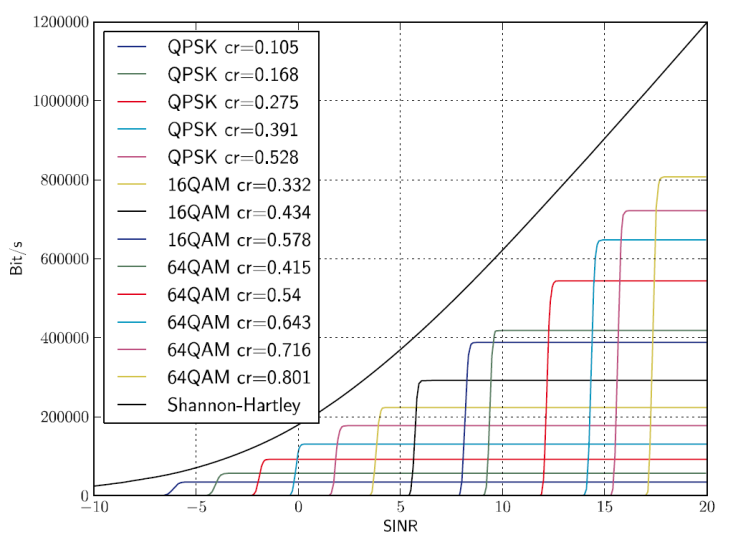 1200000
1000000
800000
600000
400000
200000
0
Bit/s
QPSK cr=0.105
QPSK cr=0.168
QPSK cr=0.275
QPSK cr=0.391
QPSK cr=0.528
16QAM cr=0.332
16QAM cr=0.434
16QAM cr=0.578
64QAM cr=0.415
64QAM cr=0.54
64QAM cr=0.643
64QAM cr=0.716
64QAM cr=0.801
Shannon-Hartley
−10 −5 0 5 10 15 20
SINR